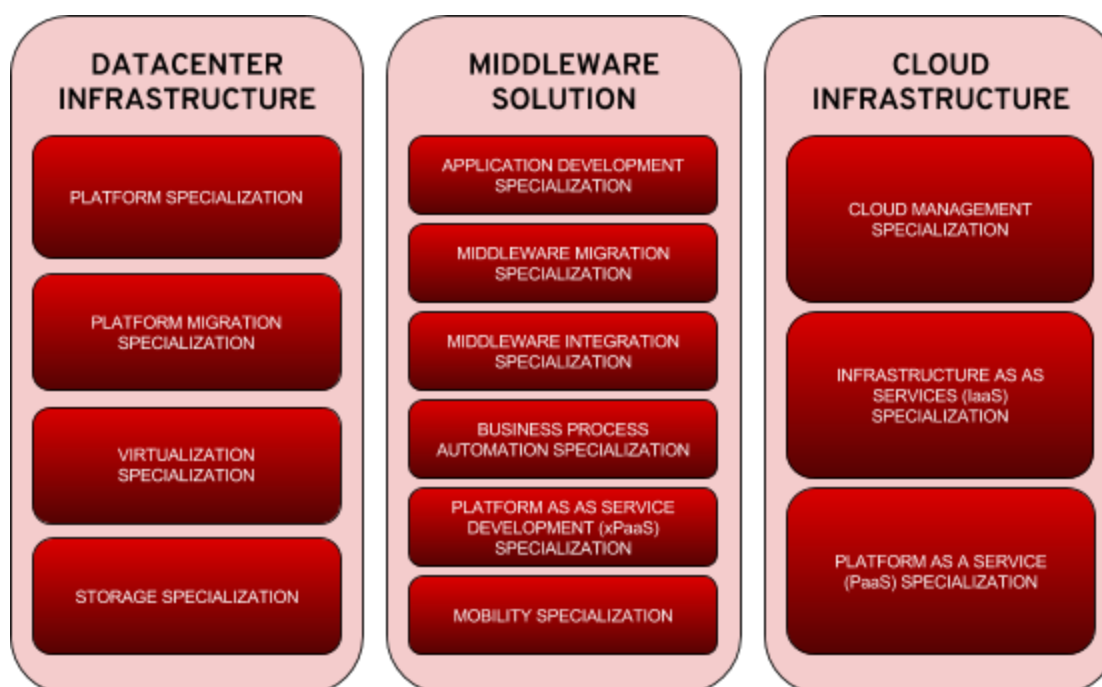 DATACENTER
INFRASTRUCTURE
PLATFORM SPECIALIZATION
PLATFORM MIGRATION
SPECIALIZATION
VIRTUALIZATION
SPECIALIZATION
STORAGE SPECIALIZATION
MIDDLEWARE
SOLUTION
APPLICATION DEVELOPMENT
SPECIALIZATION
MIDDLEWARE MIGRATION
SPECIALIZATION
MIDDLEWARE INTEGRATION
SPECIALIZATION
BUSINESS PROCESS
AUTOMATION SPECIALIZATION
PLATFORM AS AS SERVICE
DEVELOPMENT (xPaaS)
SPECIALIZATION
MOBILITY SPECIALIZATION
CLOUD
INFRASTRUCTURE
CLOUD MANAGEMENT
SPECIALIZATION
INFRASTRUCTURE AS AS
SERVICES (IaaS)
SPECIALIZATION
PLATFORM AS A SERVICE
(PaaS) SPECIALIZATION